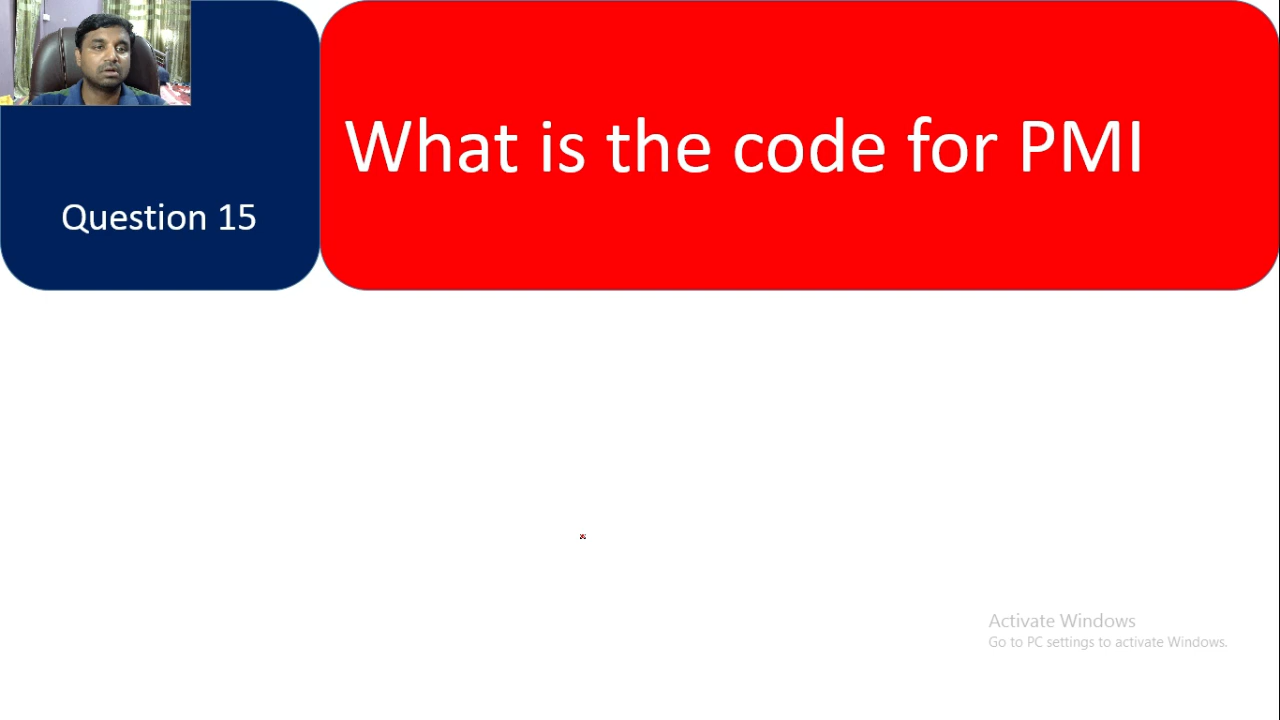 Question 15
What is the code for PMI
Activate Windows
Go to PC settings to activate Windows.